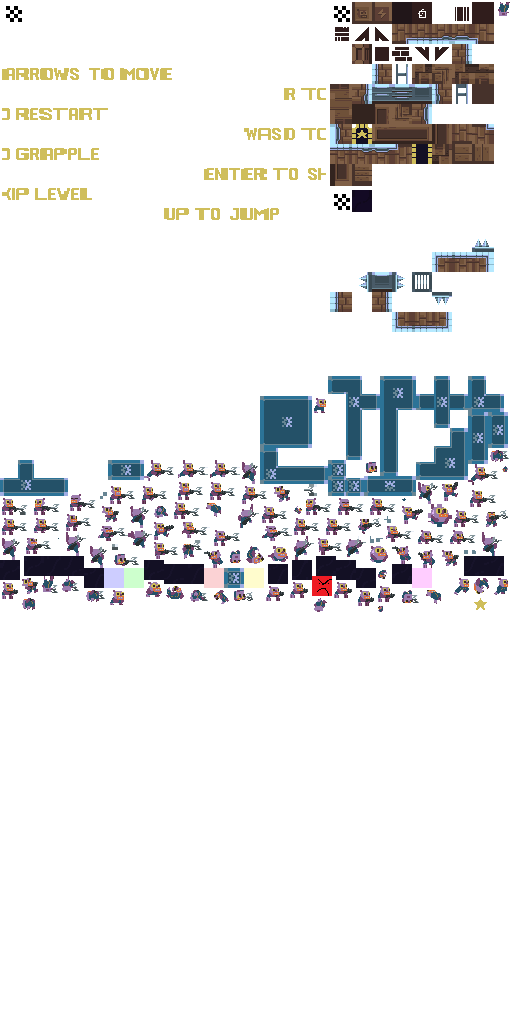 ARROWS TO MOVE
R TO
O RESTART
WASD TO
O GRAPPLE
ENTER TO SK
KIP LEVEL
UP TO JUMP